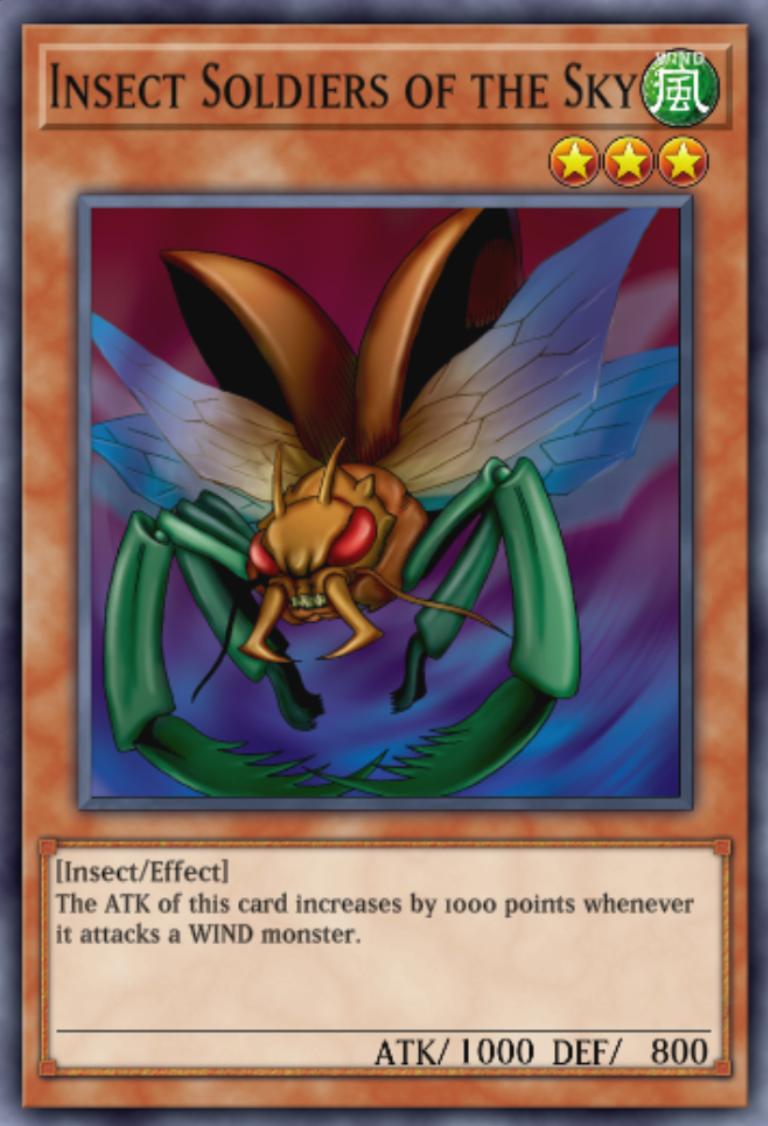 INSECT SOLDIERS OF THE SKY
WIND
風
[Insect/Effect]
The ATK of this card increases by 1000 points whenever
it attacks a WIND monster.
ATK/ 1000 DEF/ 800